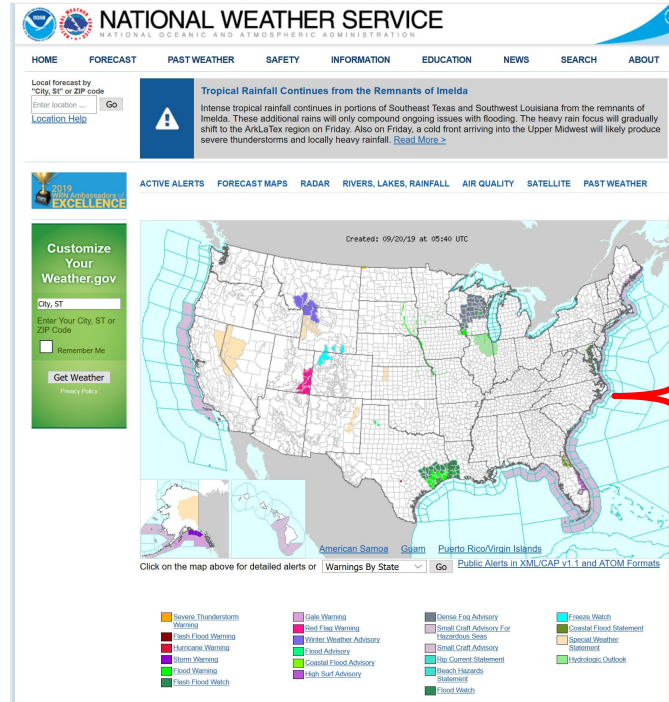 NATIONAL WEATHER SERVICE
NATIONAL OCEANIC AND ATMOSPHERIC ADMINISTRATION
HOME FORECAST PAST WEATHER SAFETY INFORMATION EDUCATION NEWS SEARCH ABOUT
Local forecast by
"City, St" or ZIP code
Enter location ... Go
Location Help
Tropical Rainfall Continues from the Remnants of Imelda
Intense tropical rainfall continues in portions of Southeast Texas and Southwest Louisiana from the remnants of
Imelda. These additional rains will only compound ongoing issues with flooding. The heavy rain focus will gradually
shift to the ArkLaTex region on Friday. Also on Friday, a cold front arriving into the Upper Midwest will likely produce
severe thunderstorms and locally heavy rainfall. Read More >
2019
WRN Ambassadors of
EXCELLENCE
ACTIVE ALERTS FORECAST MAPS RADAR RIVERS, LAKES, RAINFALL AIR QUALITY SATELLITE PAST WEATHER
Customize
Your
Weather.gov
City, ST
Enter Your City, ST or
ZIP Code
Remember Me
Get Weather
Privacy Policy
Created: 09/20/19 at 05:40 UTC
American Samoa Guam Puerto Rico/Virgin Islands
Click on the map above for detailed alerts or Warnings By State Go Public Alerts in XML/CAP v1.1 and ATOM Formats
Severe Thunderstorm
Warning
Flash Flood Warning
Hurricane Warning
Storm Warning
Flood Warning
Flash Flood Watch
Gale Warning
Red Flag Warning
Winter Weather Advisory
Flood Advisory
Coastal Flood Advisory
High Surf Advisory
Dense Fog Advisory
Small Craft Advisory For
Hazardous Seas
Small Craft Advisory
Rip Current Statement
Beach Hazards
Statement
Flood Watch
Freeze Watch
Coastal Flood Statement
Special Weather
Statement
Hydrologic Outlook